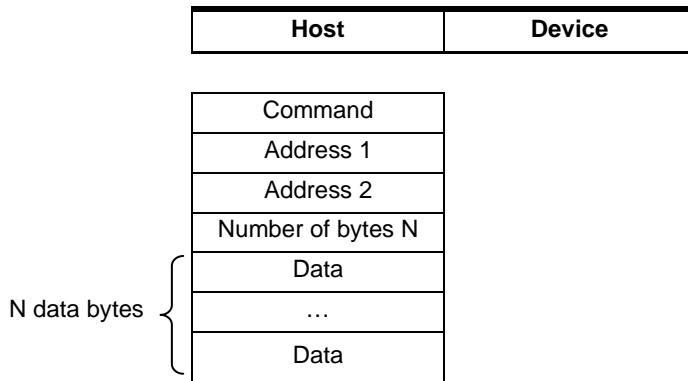 Host Device
Command
Address 1
Address 2
Number of bytes N
Data
N data bytes
…
Data